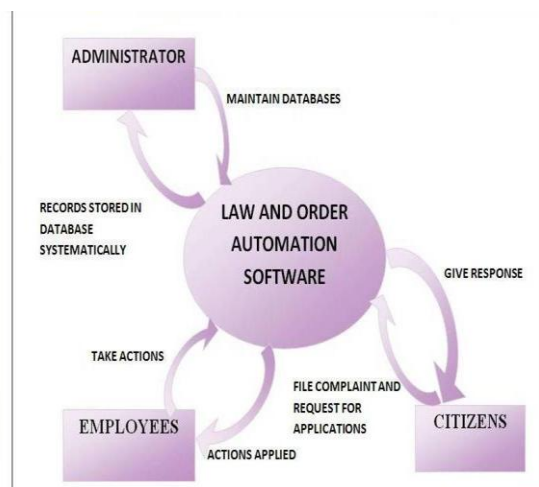 ADMINISTRATOR
MAINTAIN DATABASES
RECORDS STORED IN
DATABASE
SYSTEMATICALLY
LAW AND ORDER
AUTOMATION
SOFTWARE
GIVE RESPONSE
TAKE ACTIONS
FILE COMPLAINT AND
REQUEST FOR
APPLICATIONS
EMPLOYEES
ACTIONS APPLIED
CITIZENS